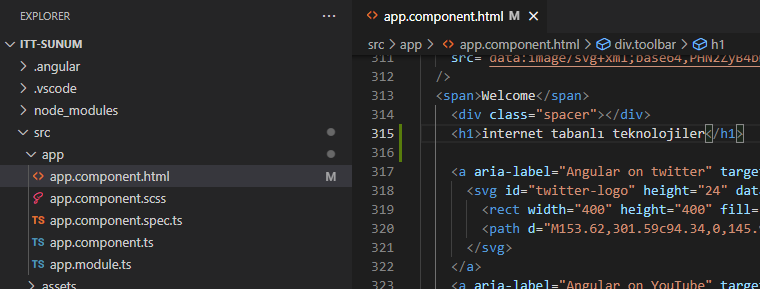 EXPLORER
ITT-SUNUM
.angular
.vscode
node_modules
src
app
app.component.html M
app.component.scss
TS app.component.spec.ts
TS app.component.ts
TS app.module.ts
assets
app.component.html M
src > app > app.component.html > div.toolbar > h1
311 src="data:image/svg+xml;base64,PHN2ZyB4b
312 />
313 <span>Welcome</span>
314 <div class="spacer"></div>
315 <h1>internet tabanlı teknolojiler</h1>
316
317 <a aria-label="Angular on twitter" target
318 <svg id="twitter-logo" height="24" data
319 <rect width="400" height="400" fill=
320 <path d="M153.62,301.59c94.34,0,145.9
321 </svg>
322 </a>
323 <a aria-label="Angular on YouTube" target